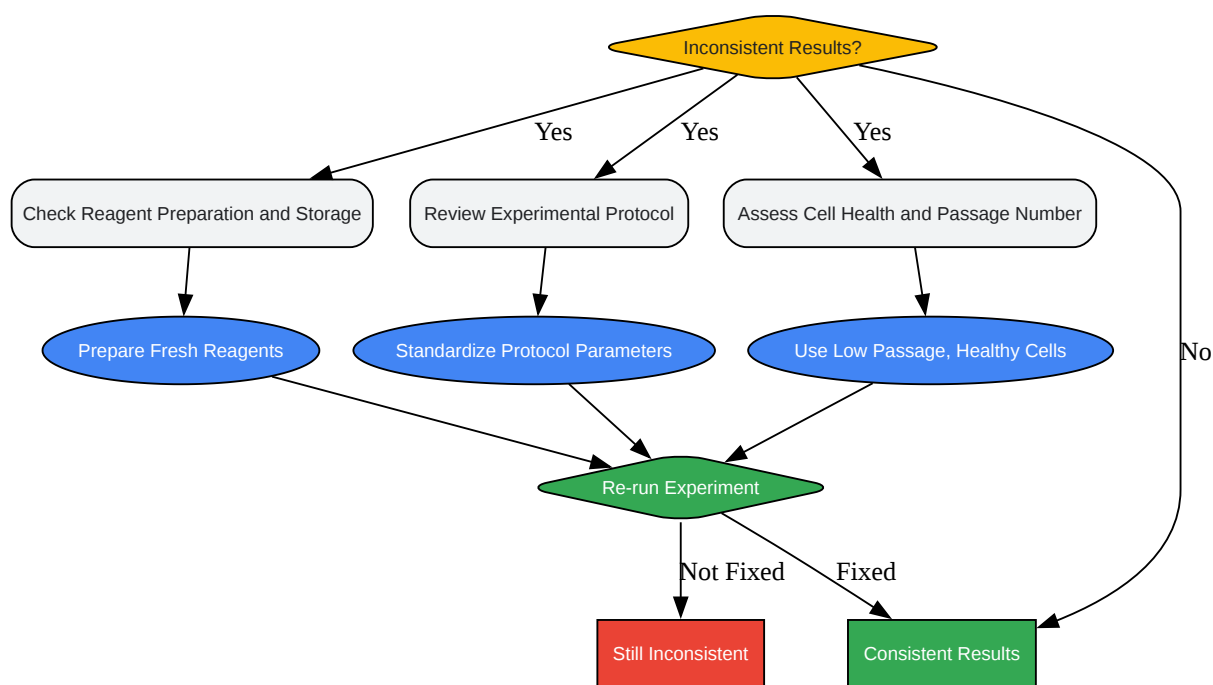 Inconsistent Results?
Yes
Yes
Yes
Check Reagent Preparation and Storage
Review Experimental Protocol
Assess Cell Health and Passage Number
Prepare Fresh Reagents
Standardize Protocol Parameters
Use Low Passage, Healthy Cells
No
Re-run Experiment
Not Fixed
Fixed
Still Inconsistent
Consistent Results